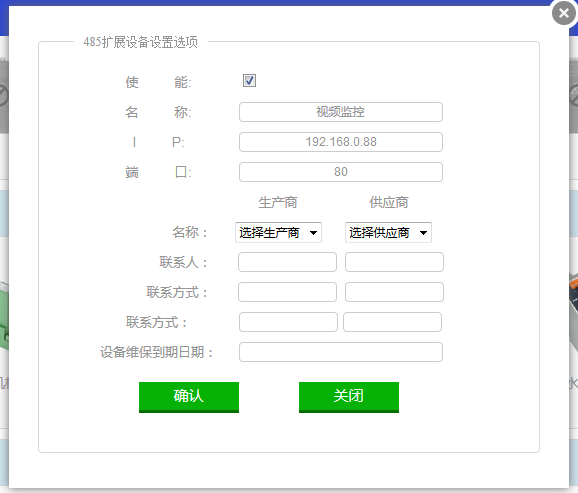 485扩展设备设置选项
使 能:
名 称: 视频监控
I P: 192.168.0.88
端 口: 80
生产商 供应商
名称： 选择生产商 选择供应商
联系人：
联系方式：
联系方式：
设备维保到期日期：
确认 关闭
水